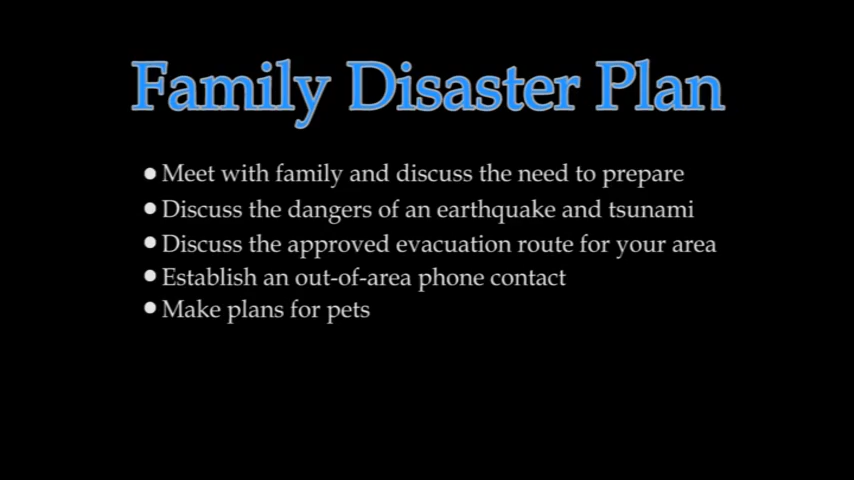 Family Disaster Plan
● Meet with family and discuss the need to prepare
● Discuss the dangers of an earthquake and tsunami
● Discuss the approved evacuation route for your area
● Establish an out-of-area phone contact
● Make plans for pets